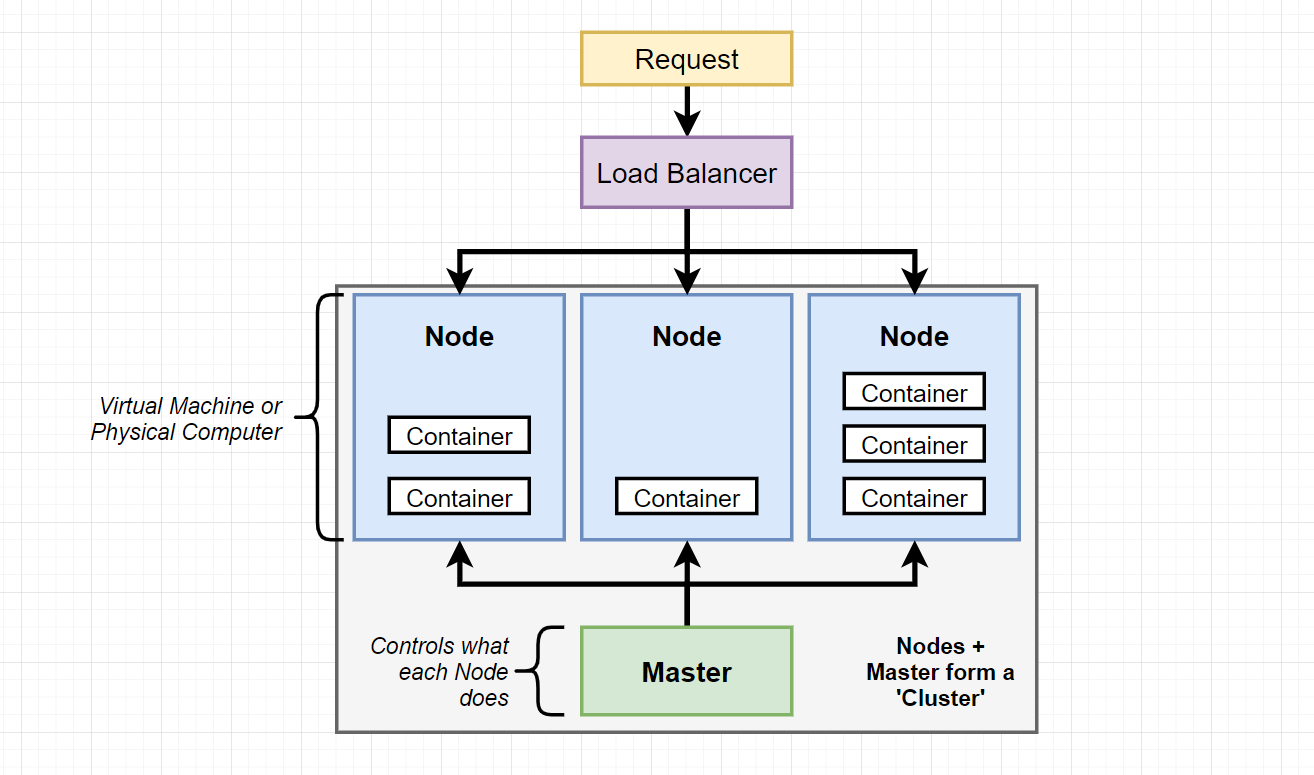 Request
Load Balancer
Node
Node
Node
Virtual Machine or
Physical Computer
Container
Container
Container
Container
Container
Container
Controls what
each Node
does
Master
Nodes +
Master form a
'Cluster'